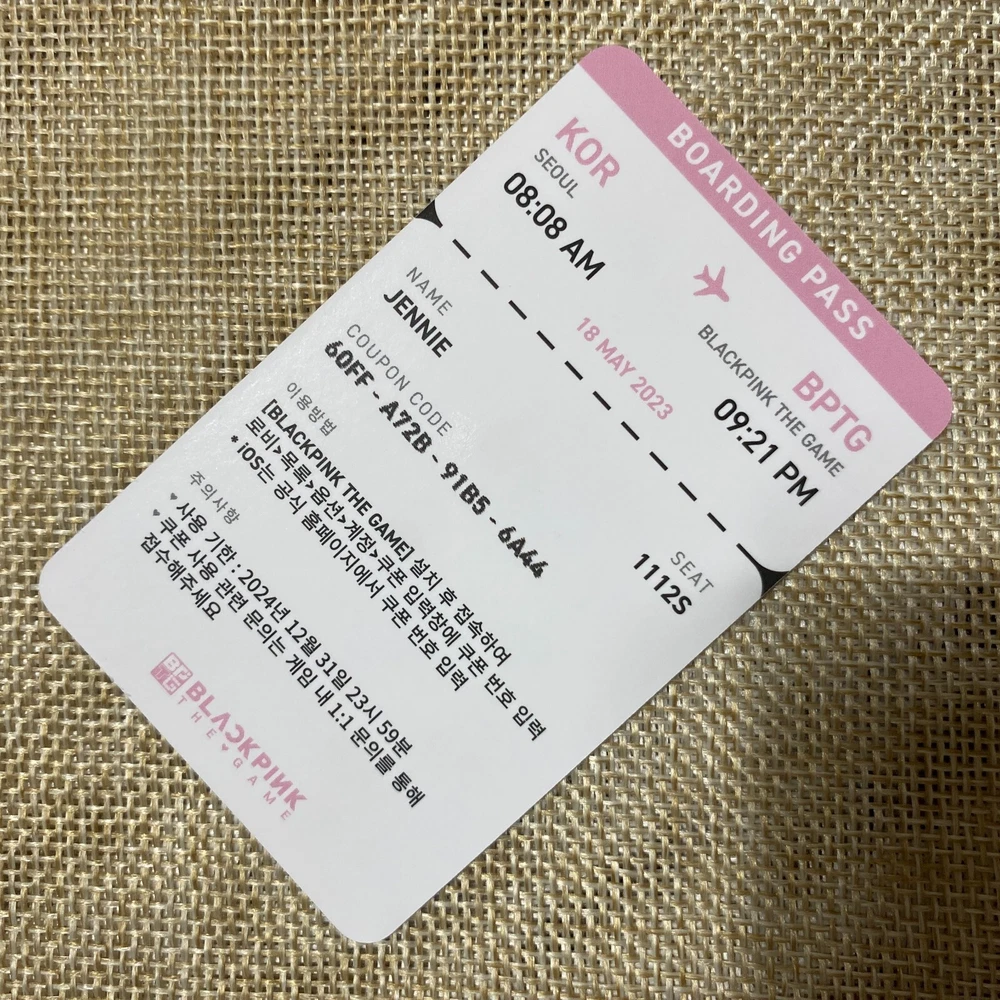 BOARDING PASS
KOR
SEOUL
08:08 AM
BPTG
BLACKPINK THE GAME
09:21 PM
18 MAY 2023
NAME
JENNIE
SEAT
1112S
COUPON CODE
60FF - A72B - 91B5 - 6A44
이용방법
[BLACKPINK THE GAME] 설치 후 접속하여
로비>목록>옵션>계정>쿠폰 입력창에 쿠폰 번호 입력
* iOS는 공식 홈페이지에서 쿠폰 번호 입력
주의사항
♥ 사용 기한 : 2024년 12월 31일 23시 59분
♥ 쿠폰 사용 관련 문의는 게임 내 1:1 문의를 통해
접수해주세요
BPTG
BLACKPINK
THE♥GAME